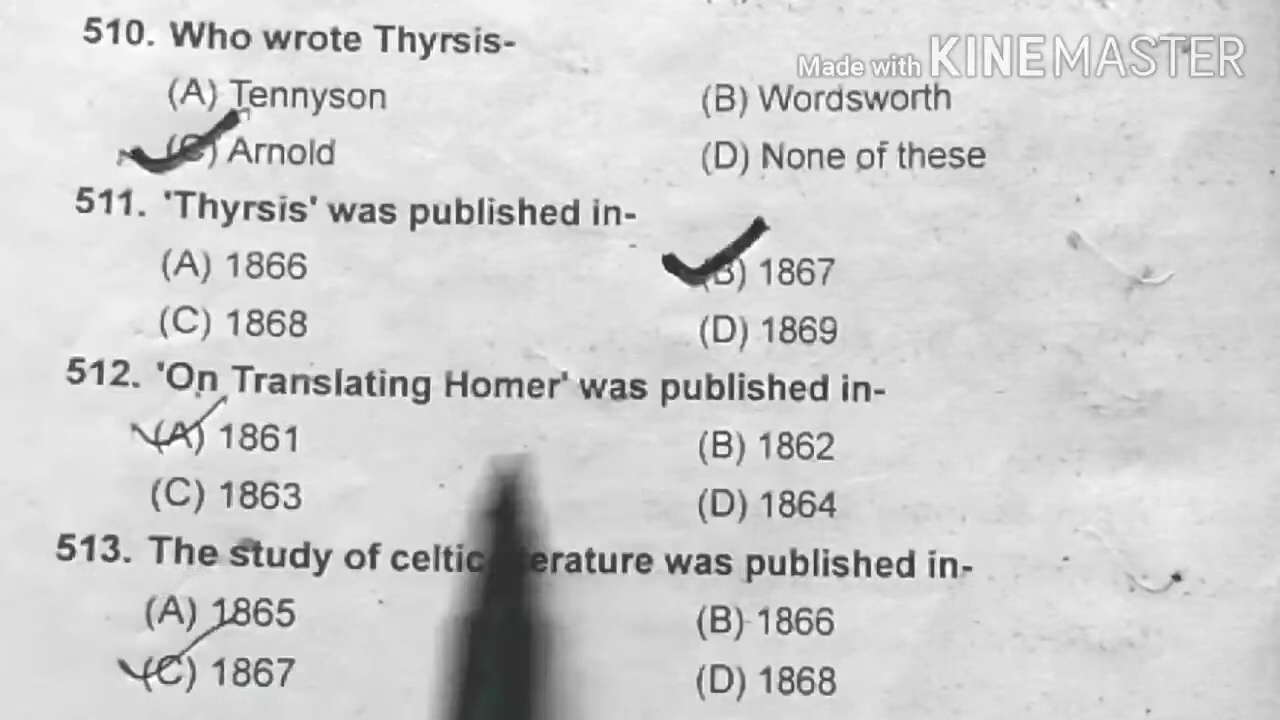 Made with KINEMASTER
510. Who wrote Thyrsis-
(A) Tennyson (B) Wordsworth
(C) Arnold (D) None of these
511. 'Thyrsis' was published in-
(A) 1866 (B) 1867
(C) 1868 (D) 1869
512. 'On Translating Homer' was published in-
(A) 1861 (B) 1862
(C) 1863 (D) 1864
513. The study of celtic erature was published in-
(A) 1865 (B) 1866
(C) 1867 (D) 1868